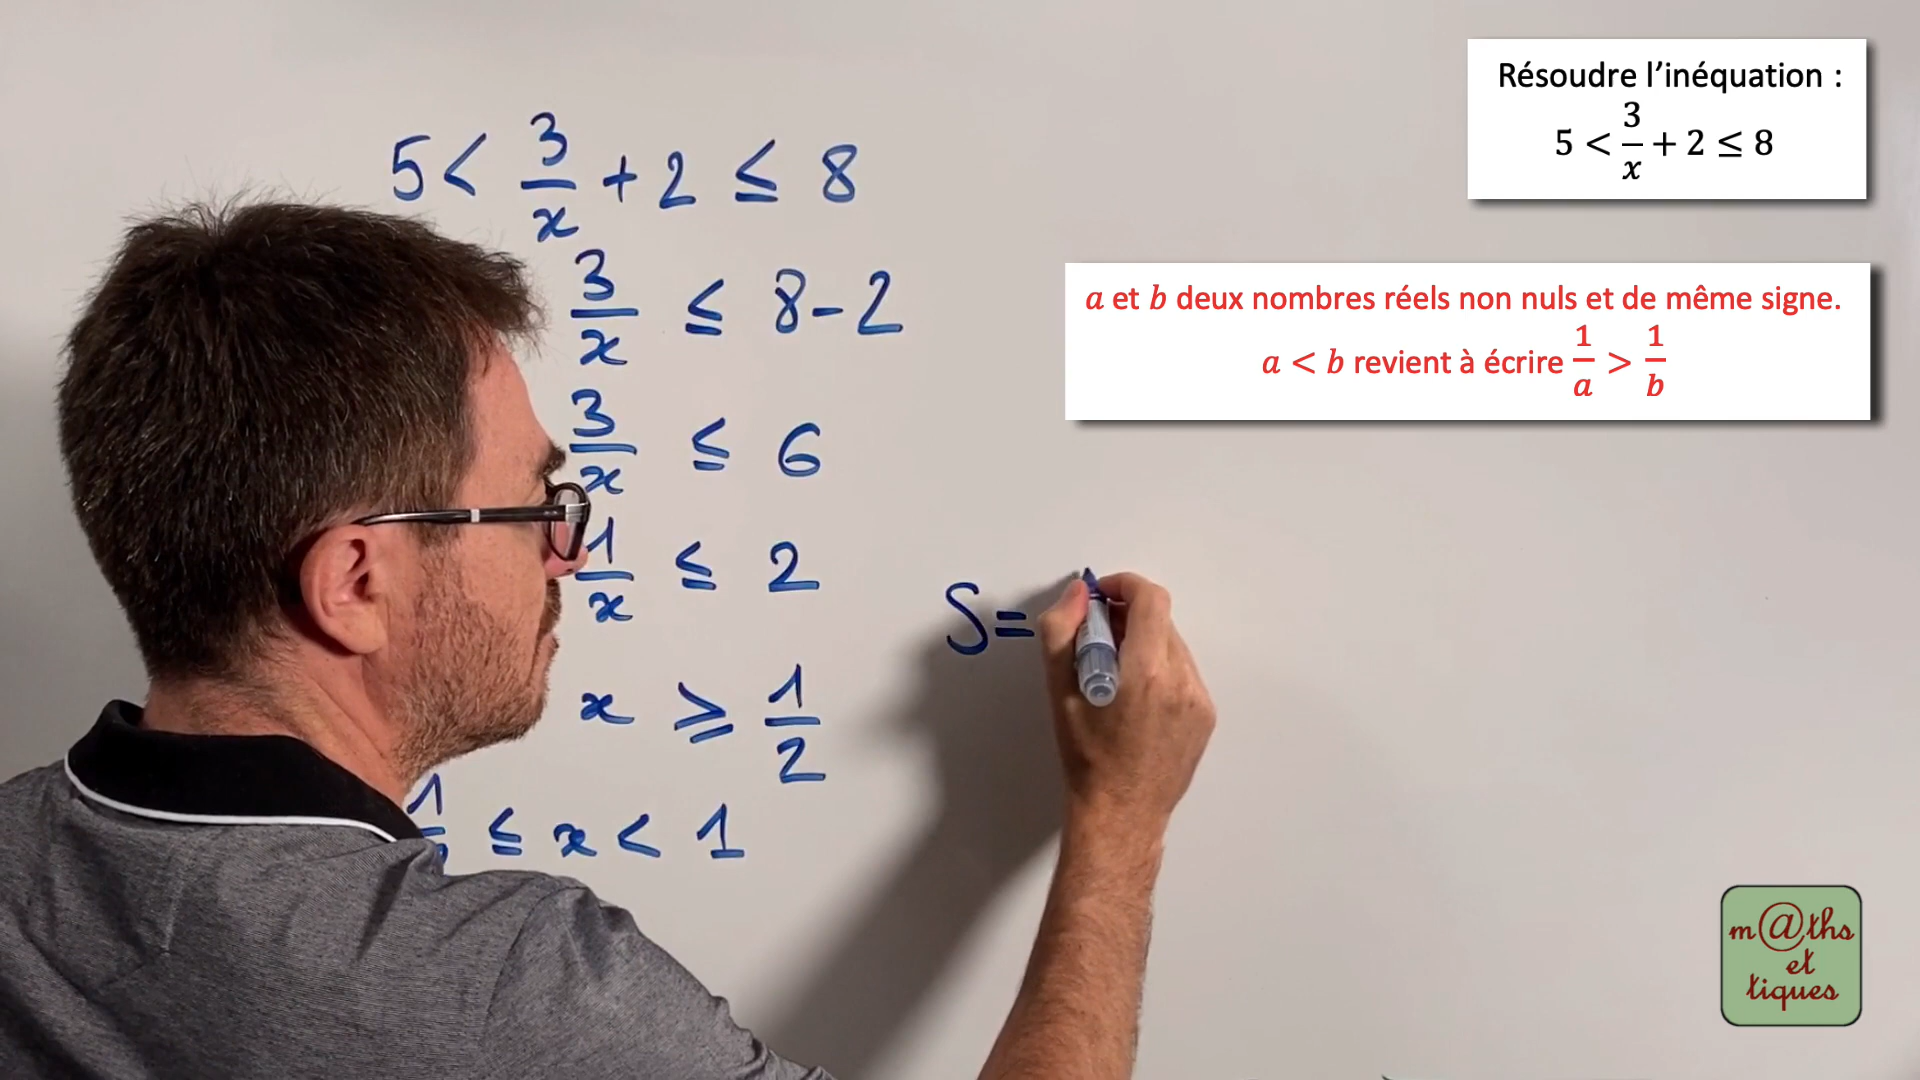 5 < 3/x + 2 ≤ 8
3/x ≤ 8-2
3/x ≤ 6
1/x ≤ 2
x ≥ 1/2
≤ x < 1
S=
Résoudre l'inéquation :
5 < 3/x + 2 ≤ 8
a et b deux nombres réels non nuls et de même signe.
a < b revient à écrire 1/a > 1/b
m@ths
et
tiques